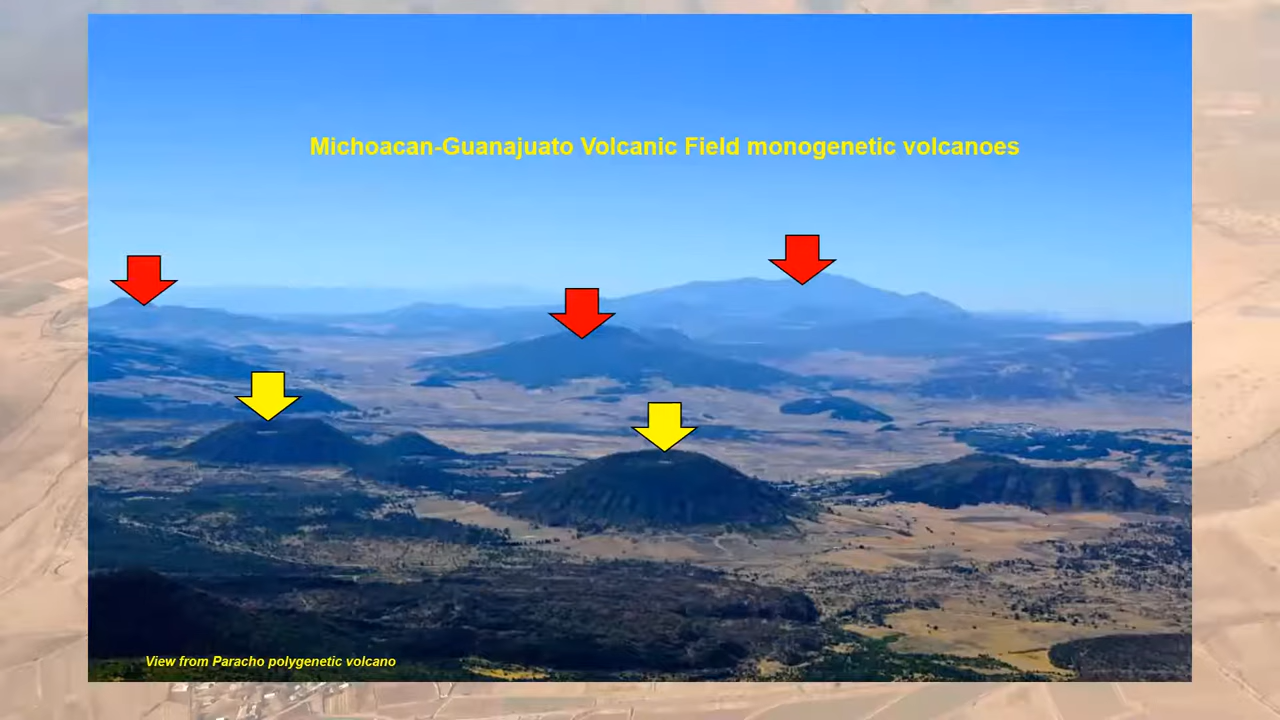 Michoacan-Guanajuato Volcanic Field monogenetic volcanoes
View from Paracho polygenetic volcano